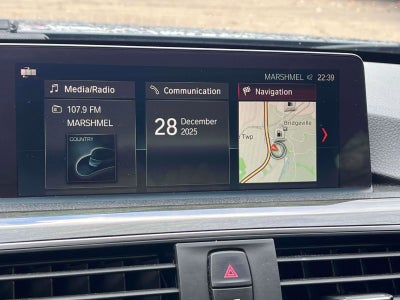 MARSHMEL 22:39
Media/Radio
Communication
Navigation
107.9 FM
MARSHMEL
COUNTRY
28 December
2025
Bridgeville
Twp